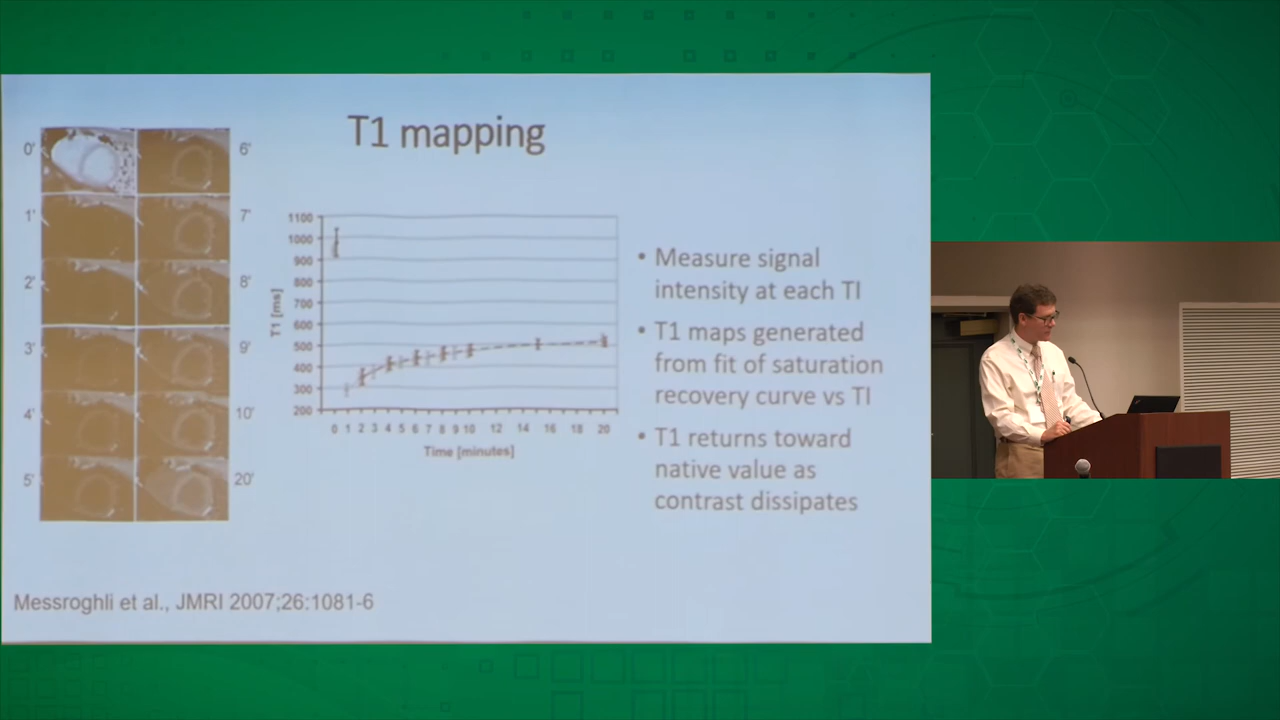 T1 mapping
0'
6'
1'
7'
2'
8'
3'
9'
4'
10'
5'
20'
1100
1000
900
800
700
600
500
400
300
200
T1 [ms]
0 1 2 3 4 5 6 7 8 9 10 12 14 16 18 20
Time [minutes]
• Measure signal
intensity at each TI
• T1 maps generated
from fit of saturation
recovery curve vs TI
• T1 returns toward
native value as
contrast dissipates
Messroghli et al., JMRI 2007;26:1081-6